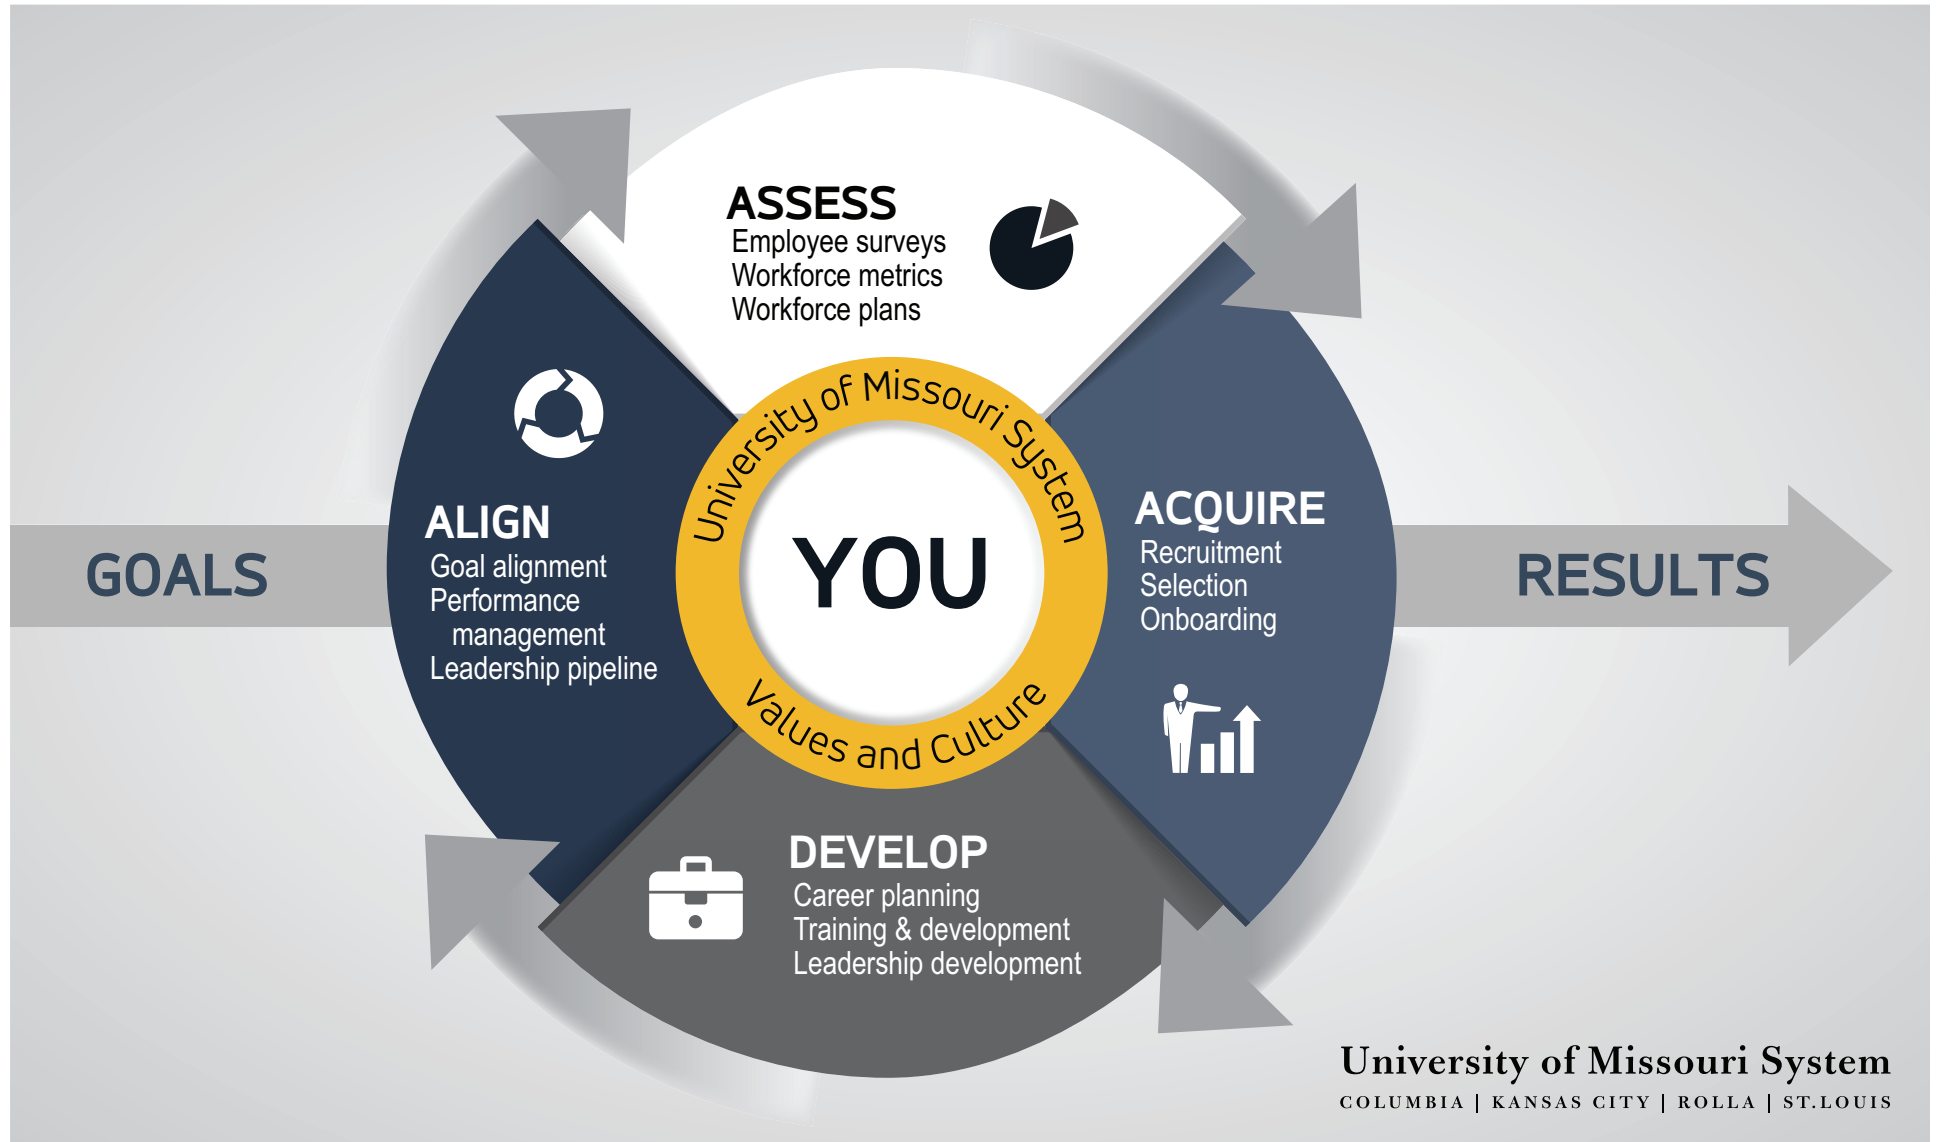 ASSESS
Employee surveys
Workforce metrics
Workforce plans
GOALS
ALIGN
Goal alignment
Performance
management
Leadership pipeline
University of Missouri System
YOU
Values and Culture
ACQUIRE
Recruitment
Selection
Onboarding
RESULTS
DEVELOP
Career planning
Training & development
Leadership development
University of Missouri System
COLUMBIA | KANSAS CITY | ROLLA | ST.LOUIS